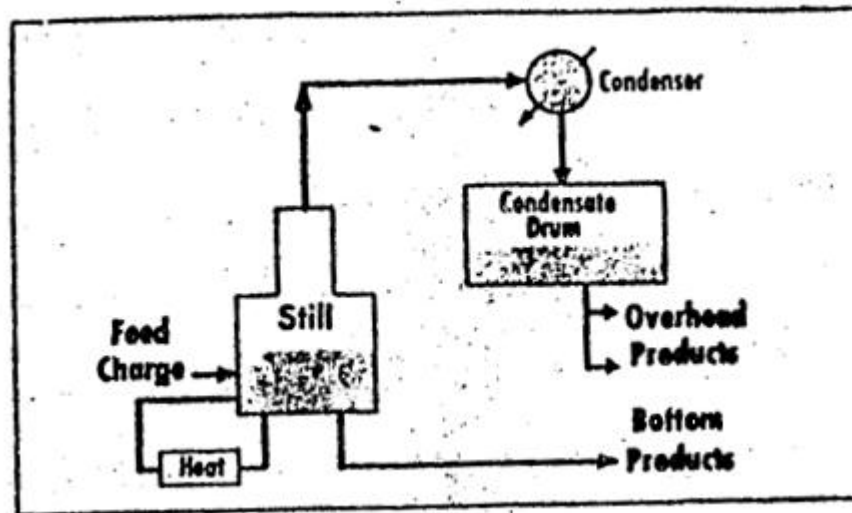 Condenser
Condensate
Drum
Still
Feed
Charge
Overhead
Products
Heat
Bottom
Products